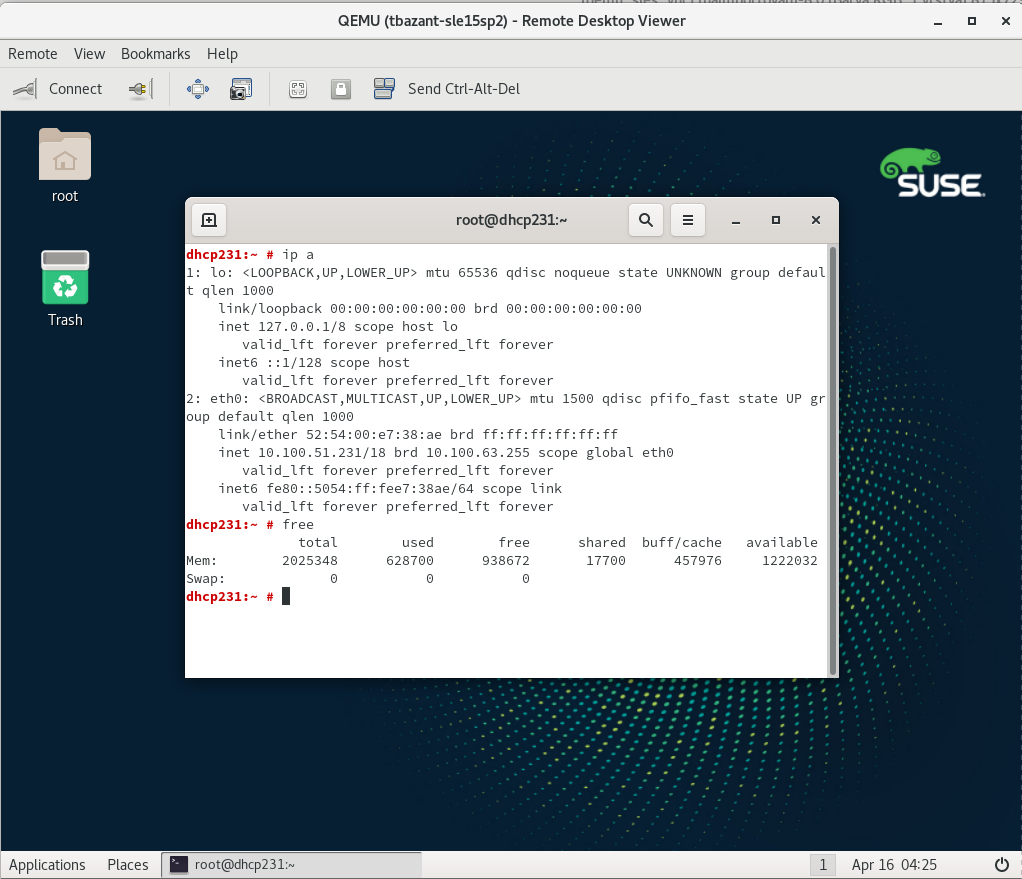 QEMU (tbazant-sle15sp2) - Remote Desktop Viewer
Remote View Bookmarks Help
Connect Send Ctrl-Alt-Del
root
Trash
SUSE
root@dhcp231:~
dhcp231:~ # ip a
1: lo: <LOOPBACK,UP,LOWER_UP> mtu 65536 qdisc noqueue state UNKNOWN group defaul
t qlen 1000
    link/loopback 00:00:00:00:00:00 brd 00:00:00:00:00:00
    inet 127.0.0.1/8 scope host lo
       valid_lft forever preferred_lft forever
    inet6 ::1/128 scope host
       valid_lft forever preferred_lft forever
2: eth0: <BROADCAST,MULTICAST,UP,LOWER_UP> mtu 1500 qdisc pfifo_fast state UP gr
oup default qlen 1000
    link/ether 52:54:00:e7:38:ae brd ff:ff:ff:ff:ff:ff
    inet 10.100.51.231/18 brd 10.100.63.255 scope global eth0
       valid_lft forever preferred_lft forever
    inet6 fe80::5054:ff:fee7:38ae/64 scope link
       valid_lft forever preferred_lft forever
dhcp231:~ # free
              total        used        free      shared  buff/cache   available
Mem:        2025348      628700      938672       17700      457976     1222032
Swap:             0           0           0
dhcp231:~ #
Applications Places root@dhcp231:~ 1 Apr 16 04:25